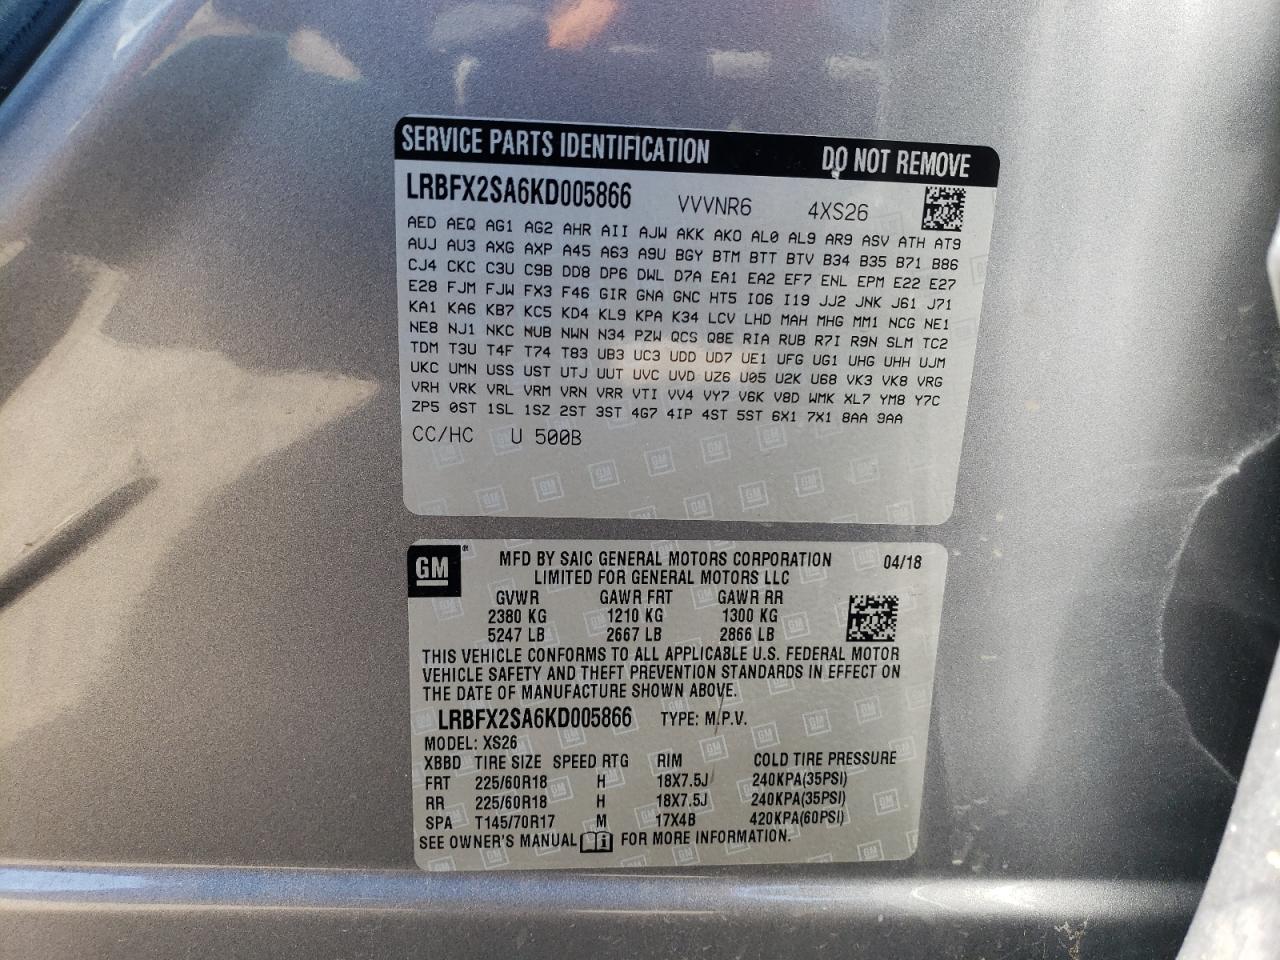 SERVICE PARTS IDENTIFICATION DO NOT REMOVE
LRBFX2SA6KD005866 VVVNR6 4XS26
AED AEQ AG1 AG2 AHR AII AJW AKK AKO AL0 AL9 AR9 ASV ATH AT9
AUJ AU3 AXG AXP A45 A63 A9U BGY BTM BTT BTV B34 B35 B71 B86
CJ4 CKC C3U C9B DD8 DP6 DWL D7A EA1 EA2 EF7 ENL EPM E22 E27
E28 FJM FJW FX3 F46 GIR GNA GNC HT5 IO6 I19 JJ2 JNK J61 J71
KA1 KA6 KB7 KC5 KD4 KL9 KPA K34 LCV LHD MAH MHG MM1 NCG NE1
NE8 NJ1 NKC NUB NWN N34 PZW QCS Q8E RIA RUB R7I R9N SLM TC2
TDM T3U T4F T74 T83 UB3 UC3 UDD UD7 UE1 UFG UG1 UHG UHH UJM
UKC UMN USS UST UTJ UUT UVC UVD UZ6 U05 U2K U68 VK3 VK8 VRG
VRH VRK VRL VRM VRN VRR VTI VV4 VY7 V6K V8D WMK XL7 YM8 Y7C
ZP5 0ST 1SL 1SZ 2ST 3ST 4G7 4IP 4ST 5ST 6X1 7X1 8AA 9AA
CC/HC U 500B
GM® MFD BY SAIC GENERAL MOTORS CORPORATION 04/18
LIMITED FOR GENERAL MOTORS LLC
GVWR GAWR FRT GAWR RR
2380 KG 1210 KG 1300 KG
5247 LB 2667 LB 2866 LB
THIS VEHICLE CONFORMS TO ALL APPLICABLE U.S. FEDERAL MOTOR
VEHICLE SAFETY AND THEFT PREVENTION STANDARDS IN EFFECT ON
THE DATE OF MANUFACTURE SHOWN ABOVE.
LRBFX2SA6KD005866 TYPE: M.P.V.
MODEL: XS26
XBBD TIRE SIZE SPEED RTG RIM COLD TIRE PRESSURE
FRT 225/60R18 H 18X7.5J 240KPA(35PSI)
RR 225/60R18 H 18X7.5J 240KPA(35PSI)
SPA T145/70R17 M 17X4B 420KPA(60PSI)
SEE OWNER'S MANUAL FOR MORE INFORMATION.